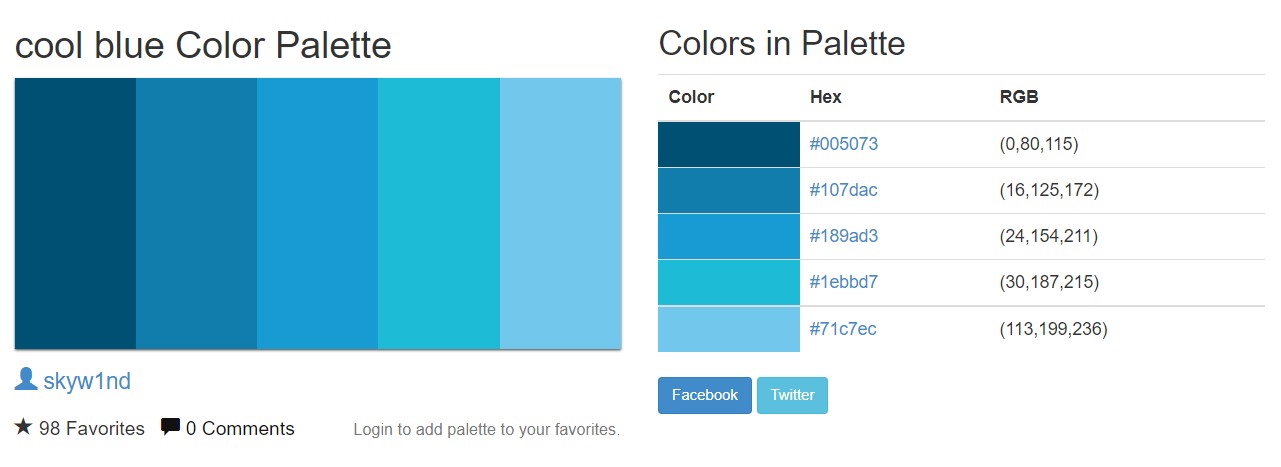 cool blue Color Palette
skyw1nd
98 Favorites 0 Comments Login to add palette to your favorites.
Colors in Palette
Color Hex RGB
#005073 (0,80,115)
#107dac (16,125,172)
#189ad3 (24,154,211)
#1ebbd7 (30,187,215)
#71c7ec (113,199,236)
Facebook Twitter